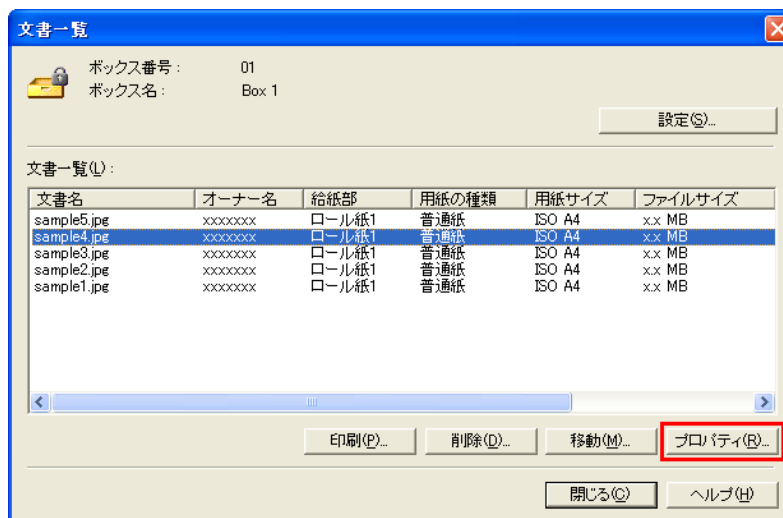 文書一覧
ボックス番号: 01
ボックス名: Box 1
設定(S)...
文書一覧(L):
文書名 オーナー名 給紙部 用紙の種類 用紙サイズ ファイルサイズ
sample5.jpg xxxxxxx ロール紙1 普通紙 ISO A4 x.x MB
sample4.jpg xxxxxxx ロール紙1 普通紙 ISO A4 x.x MB
sample3.jpg xxxxxxx ロール紙1 普通紙 ISO A4 x.x MB
sample2.jpg xxxxxxx ロール紙1 普通紙 ISO A4 x.x MB
sample1.jpg xxxxxxx ロール紙1 普通紙 ISO A4 x.x MB
印刷(P)... 削除(D)... 移動(M)... プロパティ(R)...
閉じる(C) ヘルプ(H)